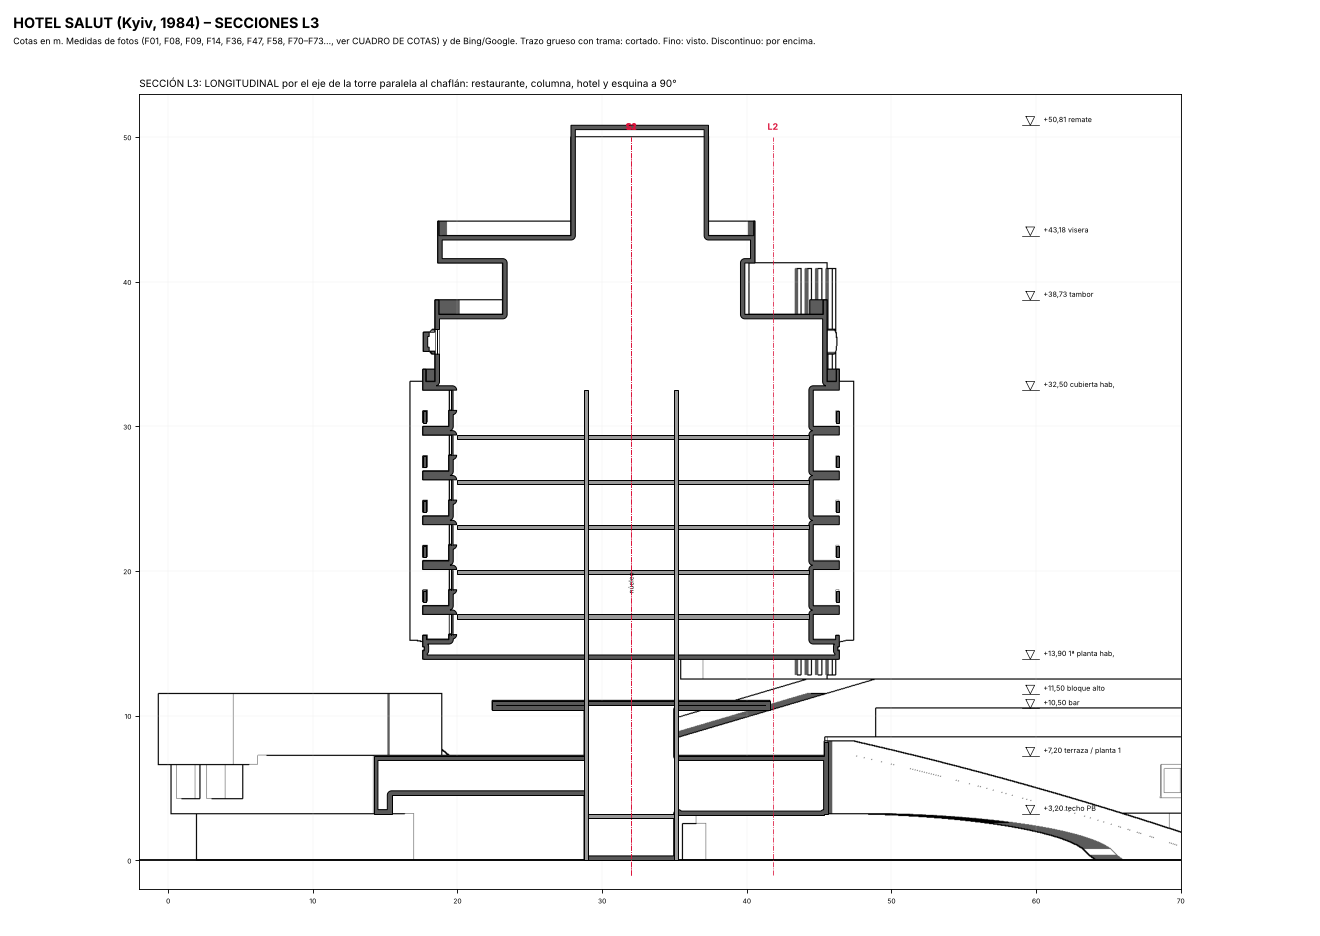 HOTEL SALUT (Kyiv, 1984) – SECCIONES L3
Cotas en m. Medidas de fotos (F01, F08, F09, F14, F36, F47, F58, F70–F73..., ver CUADRO DE COTAS) y de Bing/Google. Trazo grueso con trama: cortado. Fino: visto. Discontinuo: por encima.
SECCIÓN L3: LONGITUDINAL por el eje de la torre paralela al chaflán: restaurante, columna, hotel y esquina a 90°
+50,81 remate
L2
50
+43,18 visera
+38,73 tambor
40
+32,50 cubierta hab,
30
núcleo
20
+13,90 1ª planta hab,
+11,50 bloque alto
+10,50 bar
10
+7,20 terraza / planta 1
+3,20 techo PB
0
0 10 20 30 40 50 60 70